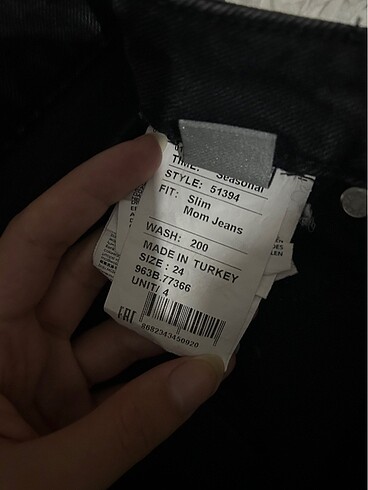 TIME: Seasonal
STYLE: 51394
FIT: Slim
Mom Jeans
WASH: 200
MADE IN TURKEY
SIZE : 24
963B.77366
UNIT/ 4
EAC
8682343450920